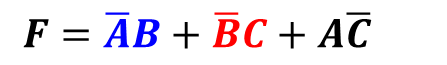 F = A̅B + B̅C + AC̅